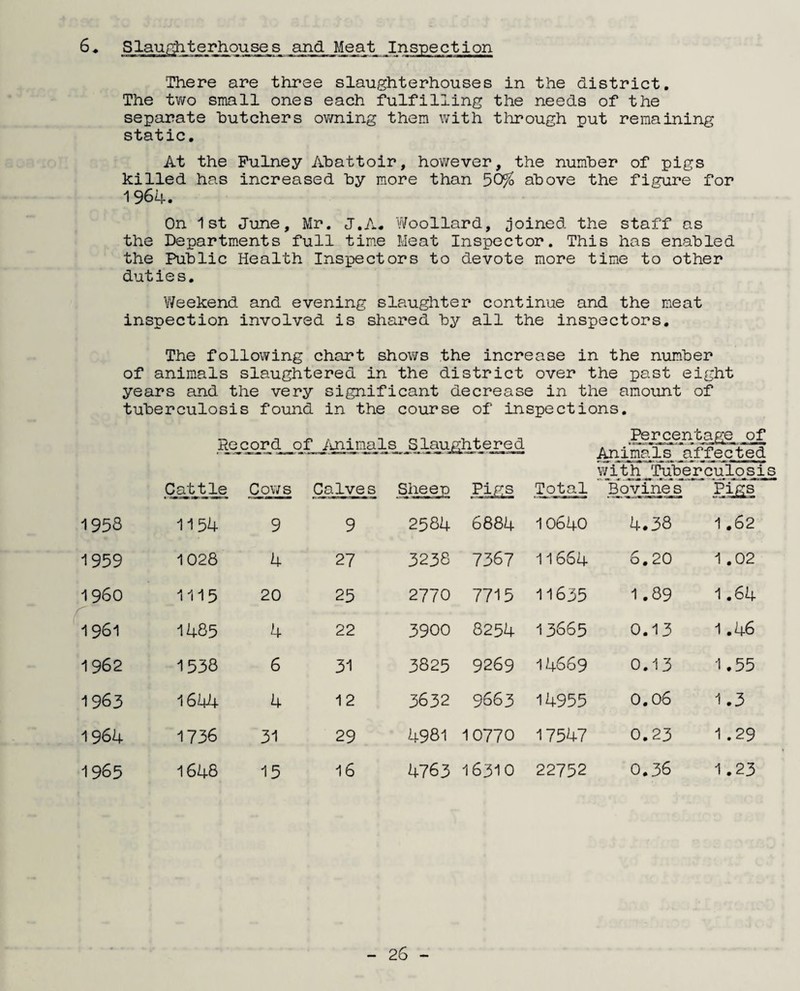 6. Slaughterhouses and Meat Inspection
There are three slaughterhouses in the district.
The two small ones each fulfilling the needs of the
separate butchers owning them with through put remaining
static.
At the Pulney Abattoir, however, the number of pigs
killed has increased by more than 50% above the figure for
1964.
On 1st June, Mr. J.A. Woollard, joined the staff as
the Departments full time Meat Inspector. This has enabled
the Public Health Inspectors to devote more time to other
duties.
Weekend and evening slaughter continue and the meat
inspection involved is shared by all the inspectors.
The following chart shows the increase in the number
of animals slaughtered in the district over the past eight
years and the very significant decrease in the amount of
tuberculosis found in the course of inspections.
Record of Animals Slaughtered Percentage of
Animals affected
with Tuberculosis
Cattle Cows Calves Sheep Pigs Total Bovines Pigs
1958 1154 9 9 2584 6884 10640 4.38 1.62
1959 1028 4 27 3238 7367 11664 6.20 1.02
1960 1115 20 25 2770 7715 11635 1.89 1.64
1961 1485 4 22 3900 8254 13665 0.13 1.46
1962 1538 6 31 3825 9269 14669 0.13 1.55
1963 1644 4 12 3632 9663 14955 0.06 1.3
1964 1736 31 29 4981 10770 17547 0.23 1.29
1965 1648 15 16 4763 16310 22752 0.36 1.23
- 26 -